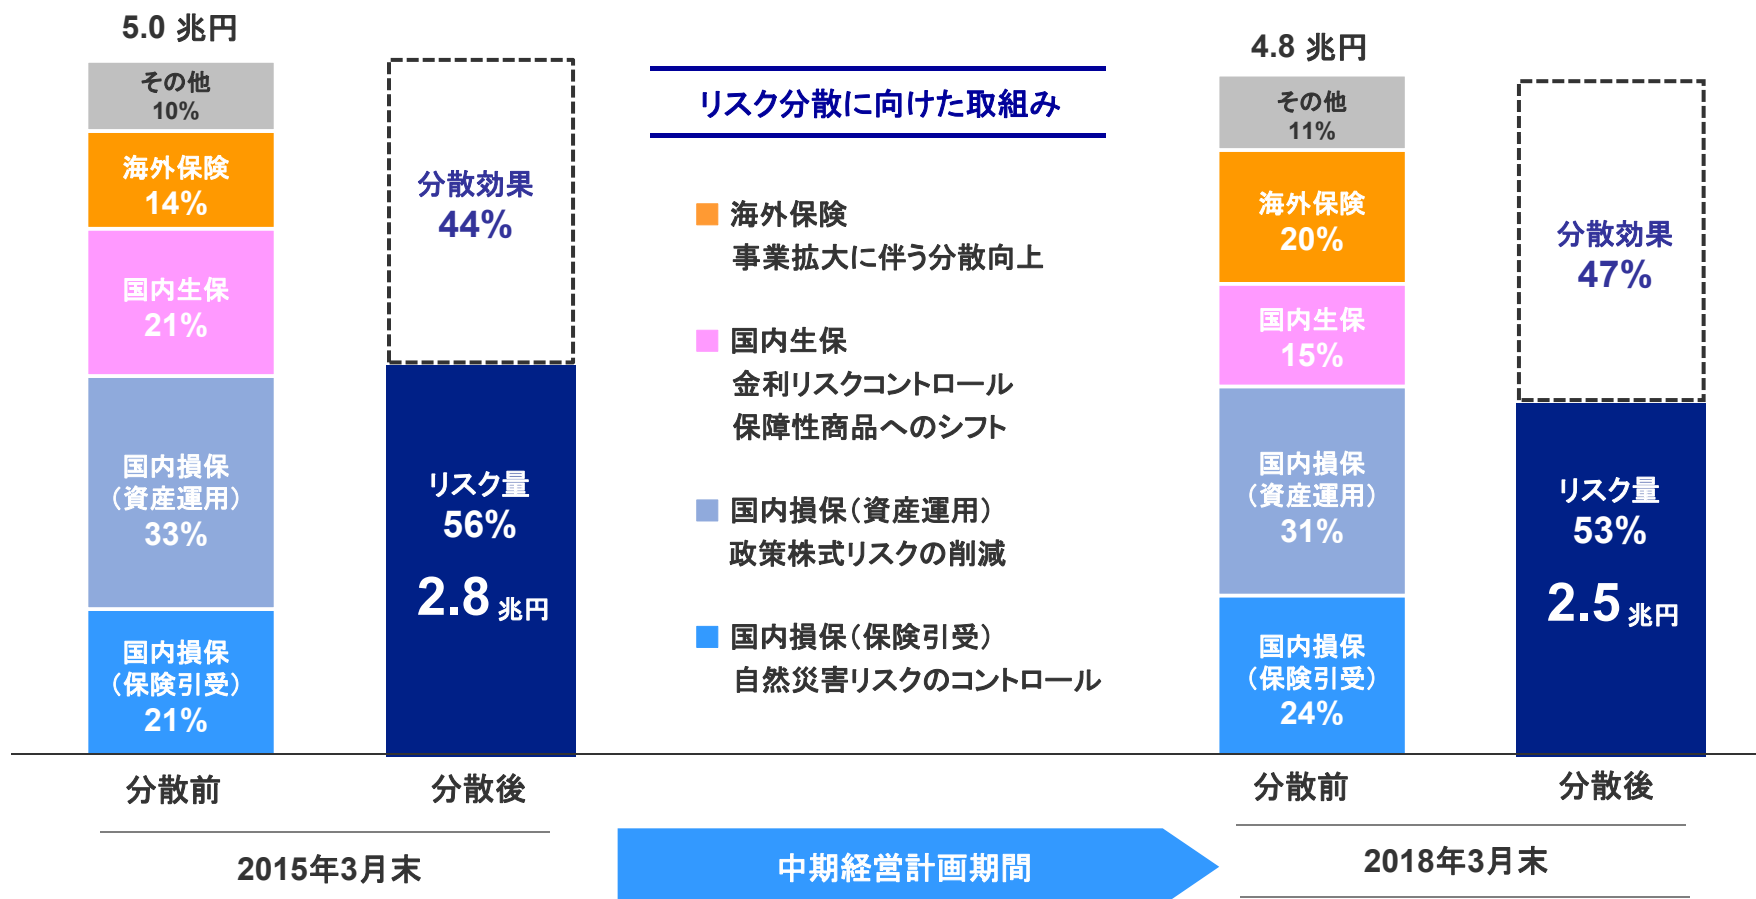 5.0 兆円
その他
10%
海外保険
14%
国内生保
21%
国内損保
（資産運用）
33%
国内損保
（保険引受）
21%
分散前
分散効果
44%
リスク量
56%
2.8 兆円
分散後
2015年3月末
リスク分散に向けた取組み
海外保険
事業拡大に伴う分散向上
国内生保
金利リスクコントロール
保障性商品へのシフト
国内損保（資産運用）
政策株式リスクの削減
国内損保（保険引受）
自然災害リスクのコントロール
中期経営計画期間
4.8 兆円
その他
11%
海外保険
20%
国内生保
15%
国内損保
（資産運用）
31%
国内損保
（保険引受）
24%
分散前
分散効果
47%
リスク量
53%
2.5 兆円
分散後
2018年3月末